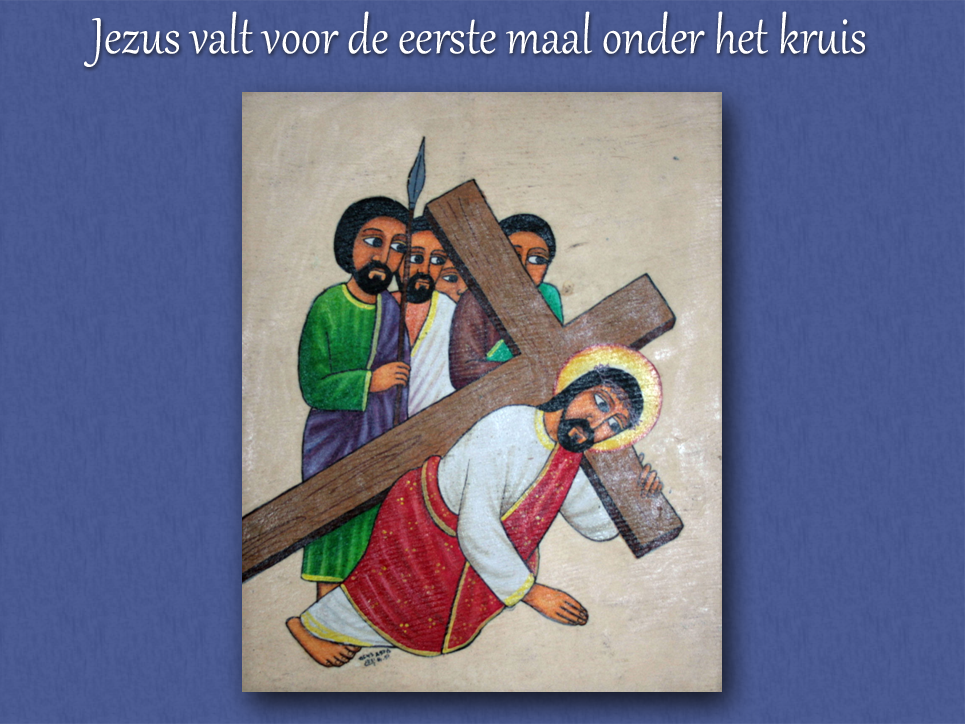 Jezus valt voor de eerste maal onder het kruis